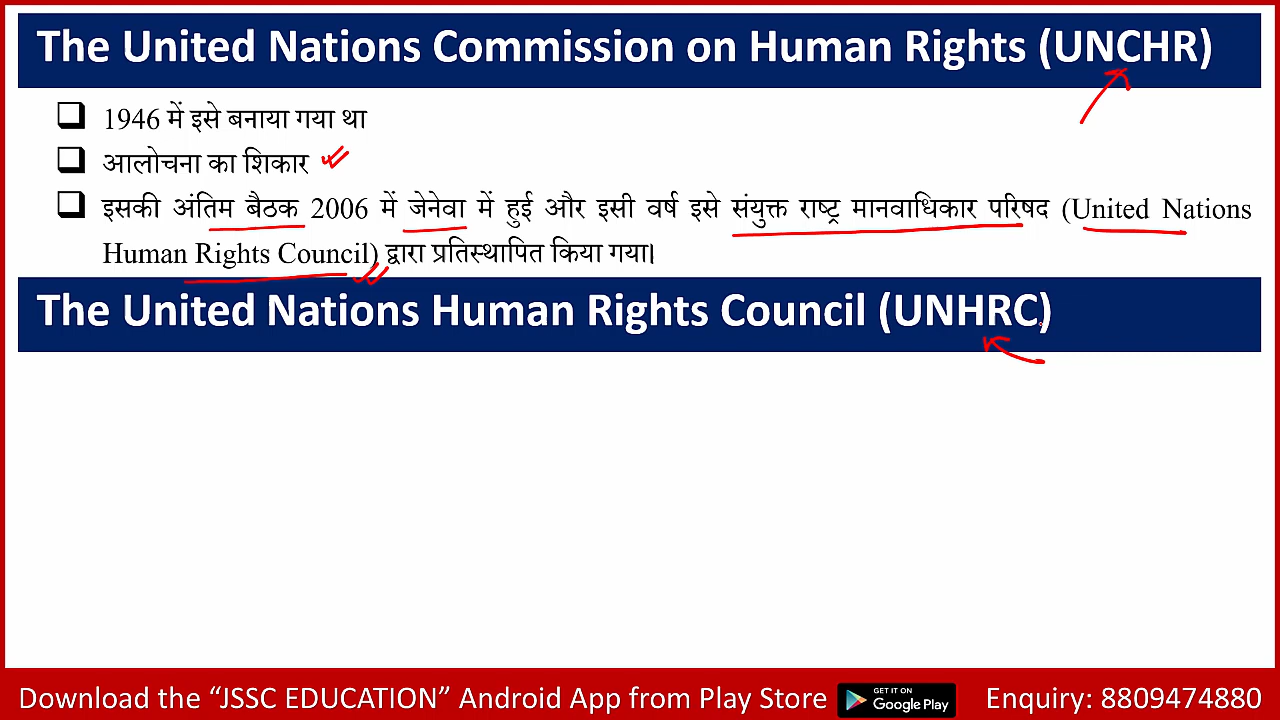 The United Nations Commission on Human Rights (UNCHR)
1946 में इसे बनाया गया था
आलोचना का शिकार
इसकी अंतिम बैठक 2006 में जेनेवा में हुई और इसी वर्ष इसे संयुक्त राष्ट्र मानवाधिकार परिषद (United Nations
Human Rights Council) द्वारा प्रतिस्थापित किया गया।
The United Nations Human Rights Council (UNHRC)
Download the “JSSC EDUCATION” Android App from Play Store GET IT ON Google Play Enquiry: 8809474880